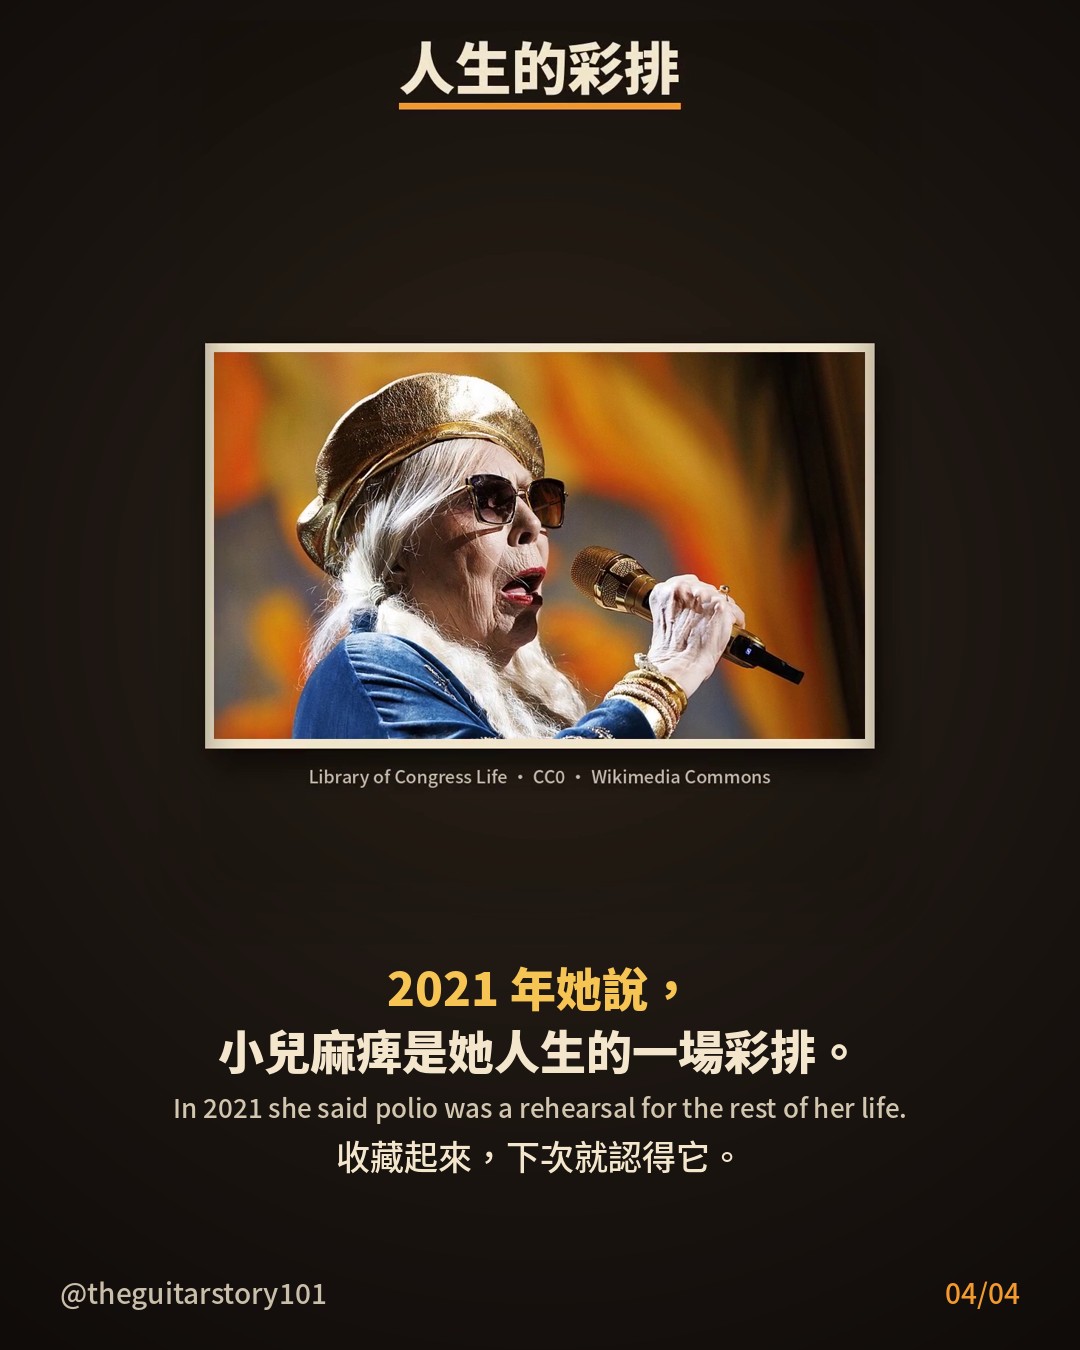 人生的彩排
Library of Congress Life ・ CC0 ・ Wikimedia Commons
2021 年她說，
小兒麻痺是她人生的一場彩排。
In 2021 she said polio was a rehearsal for the rest of her life.
收藏起來，下次就認得它。
@theguitarstory101
04/04